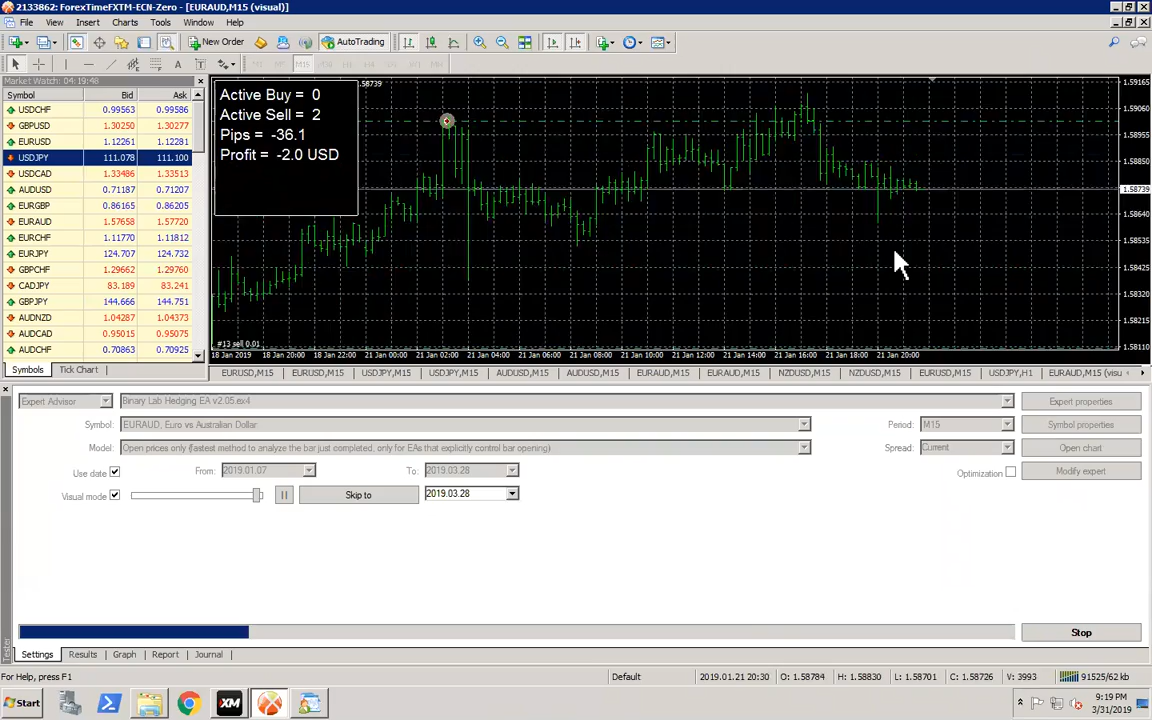 2133862: ForexTimeFXTM-ECN-Zero - [EURAUD,M15 (visual)]
File View Insert Charts Tools Window Help
New Order AutoTrading
M15
Market Watch: 04:19:48
Symbol Bid Ask
USDCHF 0.99563 0.99586
GBPUSD 1.30250 1.30277
EURUSD 1.12261 1.12281
USDJPY 111.078 111.100
USDCAD 1.33486 1.33513
AUDUSD 0.71187 0.71207
EURGBP 0.86165 0.86205
EURAUD 1.57658 1.57720
EURCHF 1.11770 1.11812
EURJPY 124.707 124.732
GBPCHF 1.29662 1.29760
CADJPY 83.189 83.241
GBPJPY 144.666 144.751
AUDNZD 1.04287 1.04373
AUDCAD 0.95015 0.95075
AUDCHF 0.70863 0.70925
Symbols Tick Chart
.58739
Active Buy = 0
Active Sell = 2
Pips = -36.1
Profit = -2.0 USD
#13 sell 0.01
1.59165
1.59060
1.58955
1.58850
1.58739
1.58640
1.58535
1.58425
1.58320
1.58215
1.58110
18 Jan 2019 18 Jan 20:00 18 Jan 22:00 21 Jan 00:00 21 Jan 02:00 21 Jan 04:00 21 Jan 06:00 21 Jan 08:00 21 Jan 10:00 21 Jan 12:00 21 Jan 14:00 21 Jan 16:00 21 Jan 18:00 21 Jan 20:00
EURUSD,M15 EURUSD,M15 USDJPY,M15 USDJPY,M15 AUDUSD,M15 AUDUSD,M15 EURAUD,M15 EURAUD,M15 NZDUSD,M15 NZDUSD,M15 EURUSD,M15 USDJPY,H1 EURAUD,M15 (visu
Expert Advisor Binary Lab Hedging EA v2.05.ex4 Expert properties
Symbol: EURAUD, Euro vs Australian Dollar Period: M15 Symbol properties
Model: Open prices only (fastest method to analyze the bar just completed, only for EAs that explicitly control bar opening) Spread: Current Open chart
Use date From: 2019.01.07 To: 2019.03.28 Optimization Modify expert
Visual mode Skip to 2019.03.28
Stop
Tester
Settings Results Graph Report Journal
For Help, press F1 Default 2019.01.21 20:30 O: 1.58784 H: 1.58830 L: 1.58701 C: 1.58726 V: 3993 91525/62 kb
Start XM 9:19 PM
3/31/2019